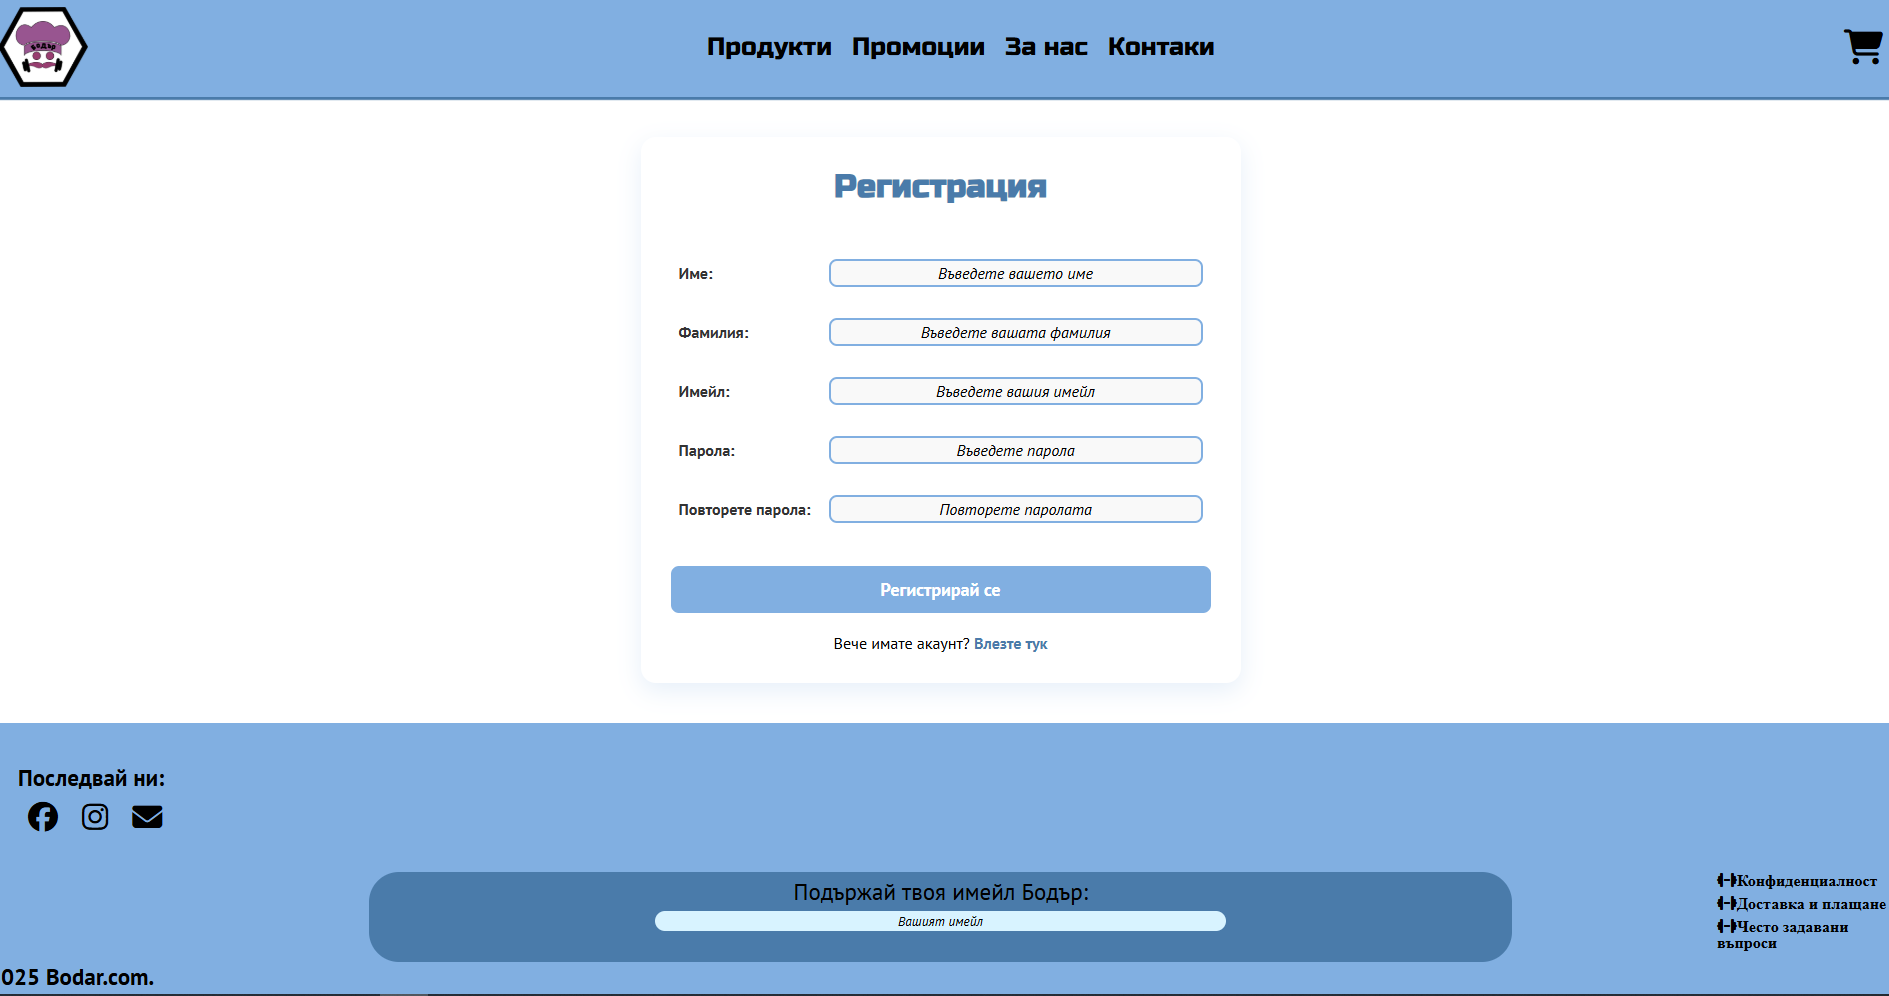 БОДЪР
Продукти Промоции За нас Контаки
Регистрация
Име: Въведете вашето име
Фамилия: Въведете вашата фамилия
Имейл: Въведете вашия имейл
Парола: Въведете парола
Повторете парола: Повторете паролата
Регистрирай се
Вече имате акаунт? Влезте тук
Последвай ни:
Подържай твоя имейл Бодър:
Вашият имейл
Конфиденциалност
Доставка и плащане
Често задавани
въпроси
025 Bodar.com.